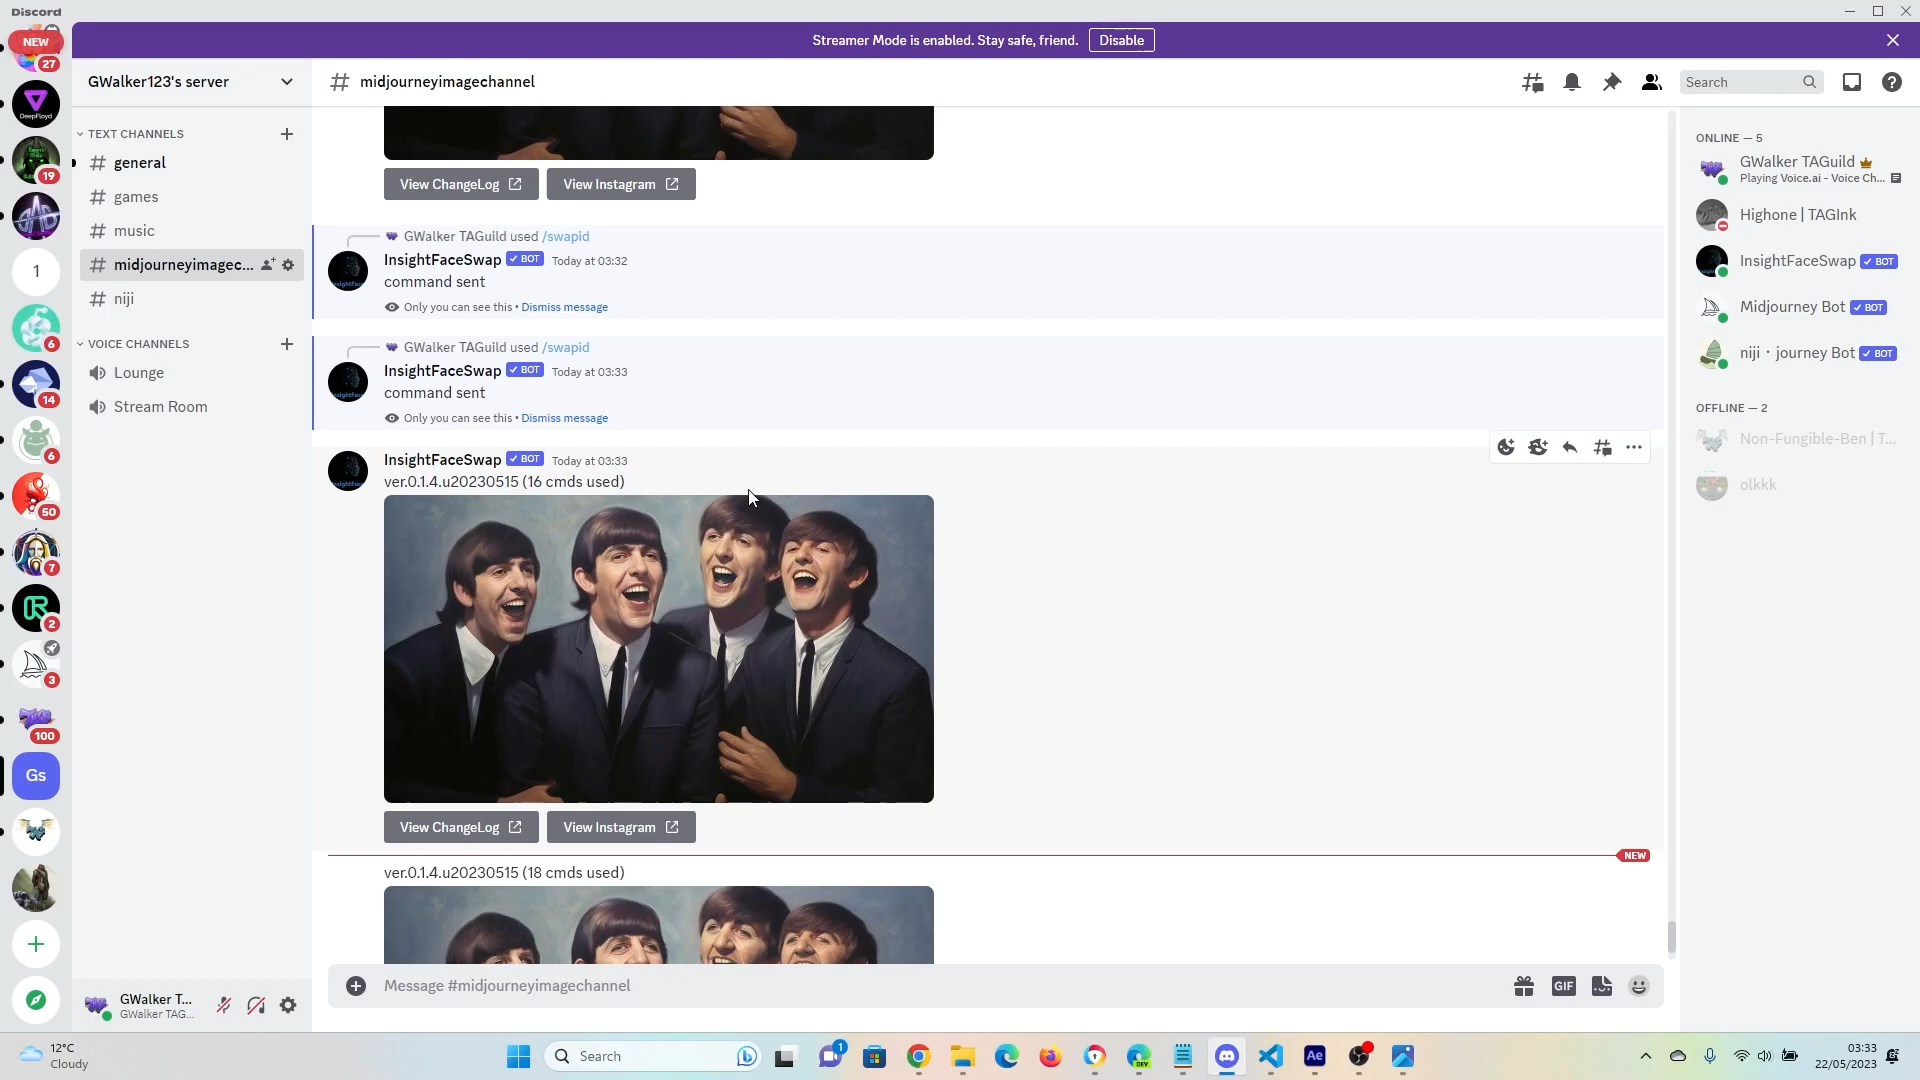 Discord
Streamer Mode is enabled. Stay safe, friend.
Disable
NEW
27
DeepFloyd
19
1
6
14
6
50
7
2
3
100
Gs
GWalker123's server
TEXT CHANNELS
general
games
music
midjourneyimagec...
niji
VOICE CHANNELS
Lounge
Stream Room
GWalker T...
GWalker TAG...
midjourneyimagechannel
Search
View ChangeLog
View Instagram
GWalker TAGuild used /swapid
InsightFaceSwap BOT Today at 03:32
command sent
Only you can see this • Dismiss message
GWalker TAGuild used /swapid
InsightFaceSwap BOT Today at 03:33
command sent
Only you can see this • Dismiss message
InsightFaceSwap BOT Today at 03:33
ver.0.1.4.u20230515 (16 cmds used)
View ChangeLog
View Instagram
NEW
ver.0.1.4.u20230515 (18 cmds used)
Message #midjourneyimagechannel
GIF
ONLINE — 5
GWalker TAGuild
Playing Voice.ai - Voice Ch...
Highone | TAGInk
InsightFaceSwap BOT
Midjourney Bot BOT
niji・journey Bot BOT
OFFLINE — 2
Non-Fungible-Ben | T...
olkkk
12°C
Cloudy
Search
1
DEV
Ae
03:33
22/05/2023